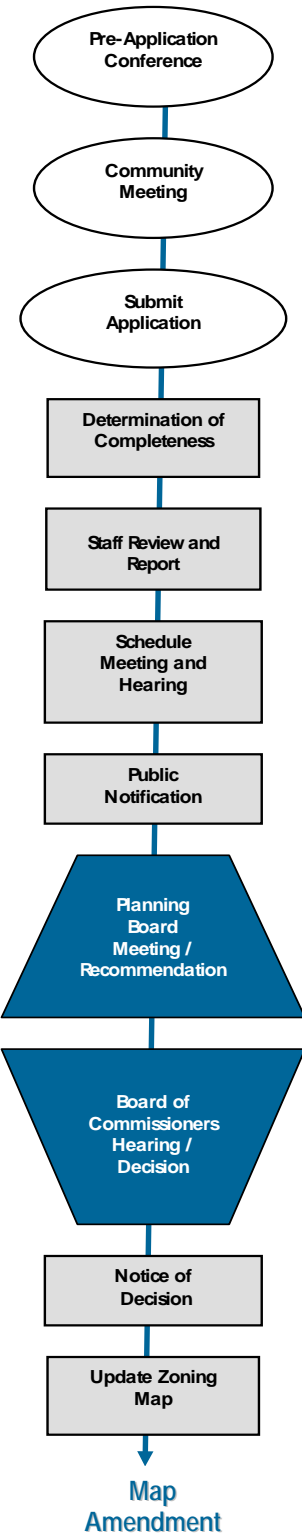 Pre-Application
Conference
Community
Meeting
Submit
Application
Determination of
Completeness
Staff Review and
Report
Schedule
Meeting and
Hearing
Public
Notification
Planning
Board
Meeting /
Recommendation
Board of
Commissioners
Hearing /
Decision
Notice of
Decision
Update Zoning
Map
Map
Amendment